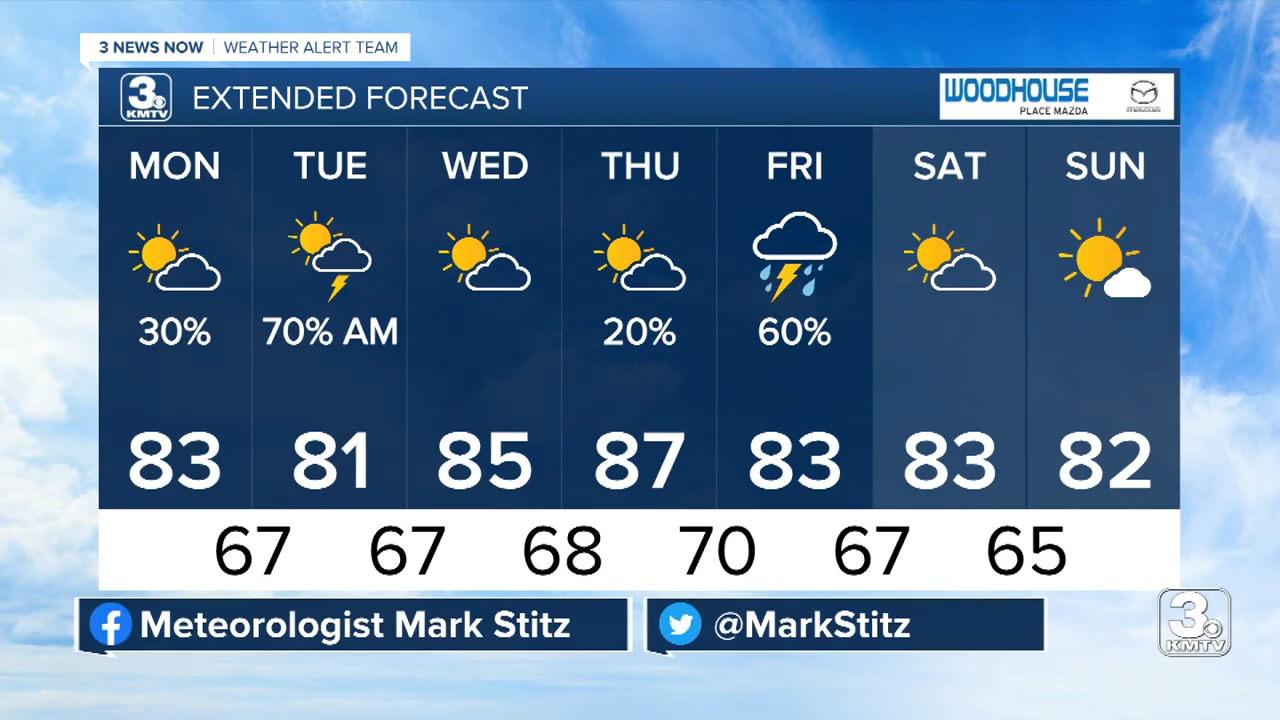 3 NEWS NOW | WEATHER ALERT TEAM
3 KMTV EXTENDED FORECAST
WOODHOUSE
PLACE MAZDA
MON TUE WED THU FRI SAT SUN
30% 70% AM 20% 60%
83 81 85 87 83 83 82
67 67 68 70 67 65
Meteorologist Mark Stitz @MarkStitz
3
KMTV